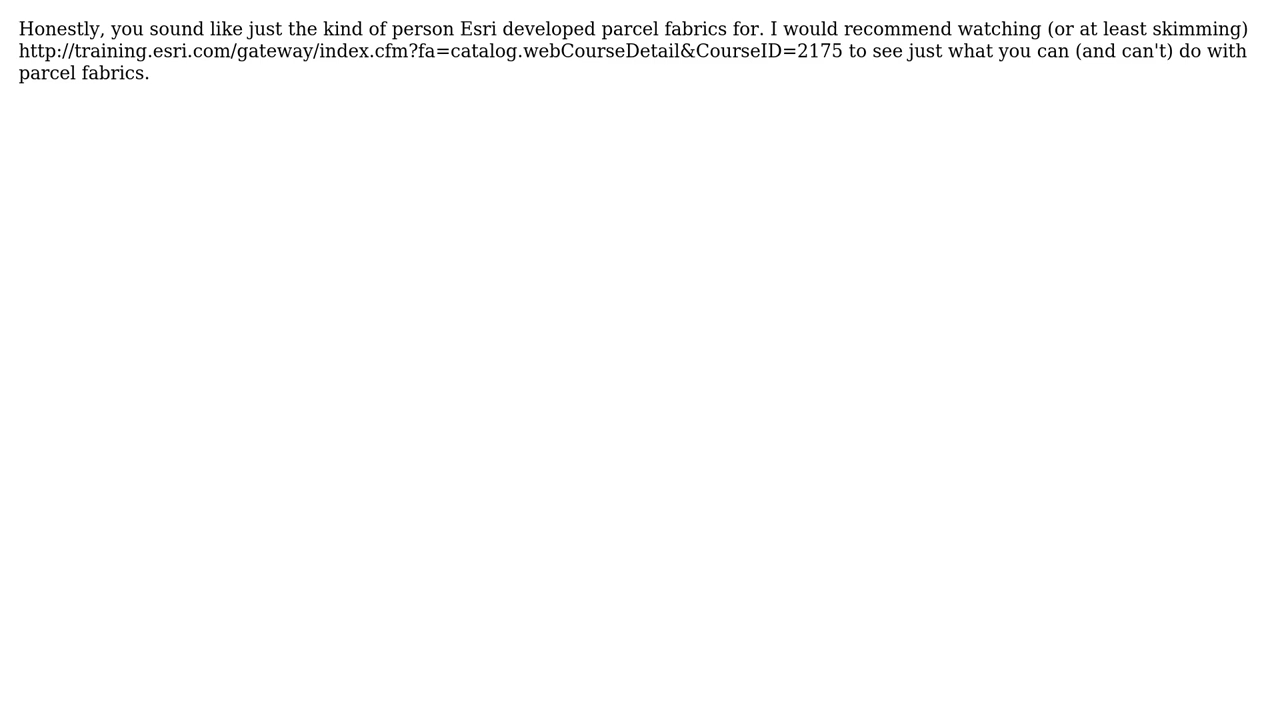 Honestly, you sound like just the kind of person Esri developed parcel fabrics for. I would recommend watching (or at least skimming)
http://training.esri.com/gateway/index.cfm?fa=catalog.webCourseDetail&CourseID=2175 to see just what you can (and can't) do with
parcel fabrics.